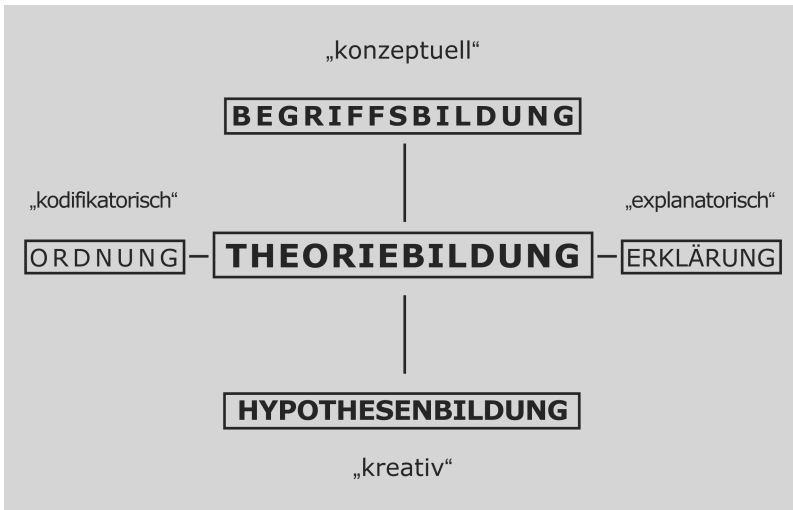 „konzeptuell“
BEGRIFFSBILDUNG
„kodifikatorisch“
„explanatorisch“
ORDNUNG
THEORIEBILDUNG
ERKLÄRUNG
HYPOTHESENBILDUNG
„kreativ“